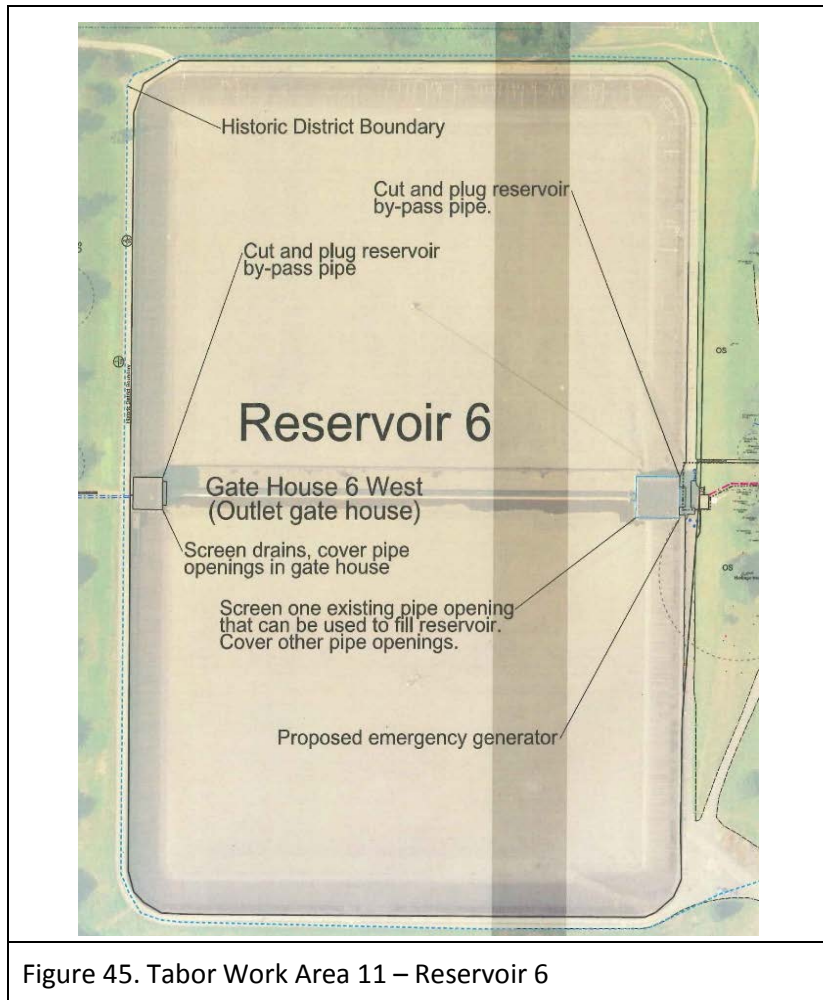 Historic District Boundary
Cut and plug reservoir
by-pass pipe.
Cut and plug reservoir
by-pass pipe
OS
Reservoir 6
Gate House 6 West
(Outlet gate house)
Screen drains, cover pipe
openings in gate house
OS
Screen one existing pipe opening
that can be used to fill reservoir.
Cover other pipe openings.
Proposed emergency generator
Figure 45. Tabor Work Area 11 – Reservoir 6